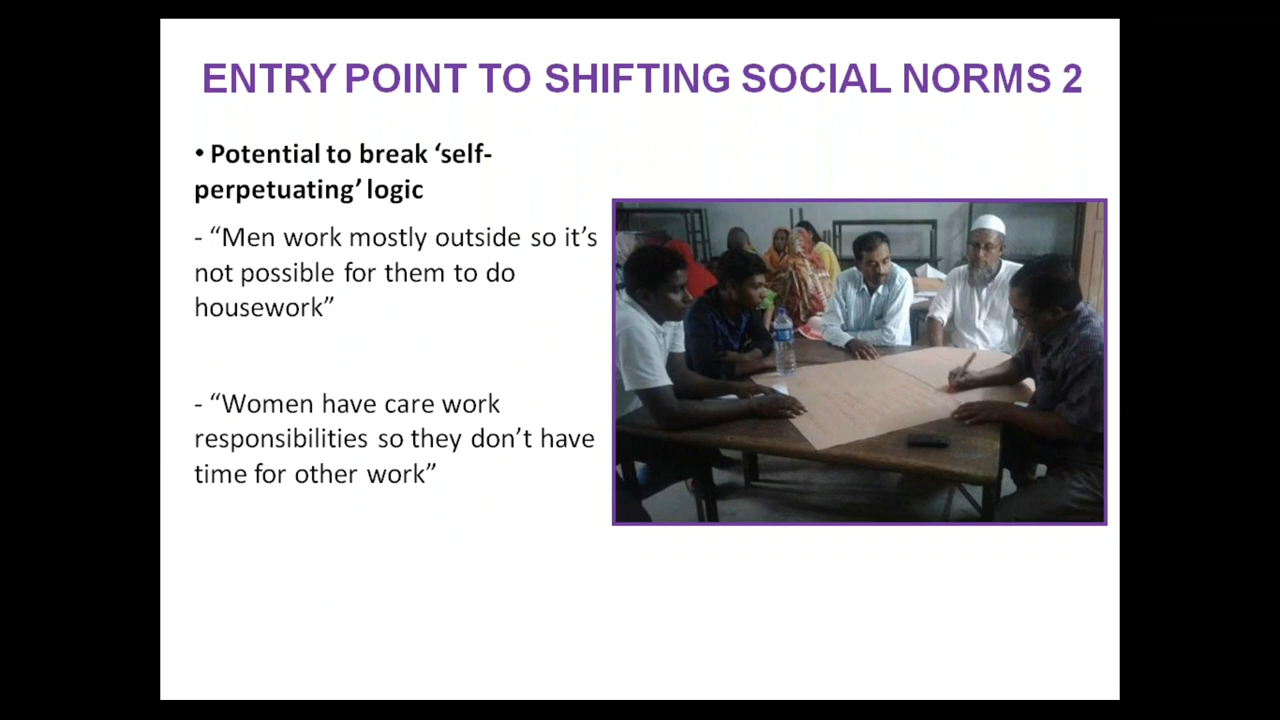 ENTRY POINT TO SHIFTING SOCIAL NORMS 2
• Potential to break ‘self-
perpetuating’ logic
- “Men work mostly outside so it’s
not possible for them to do
housework”
- “Women have care work
responsibilities so they don’t have
time for other work”